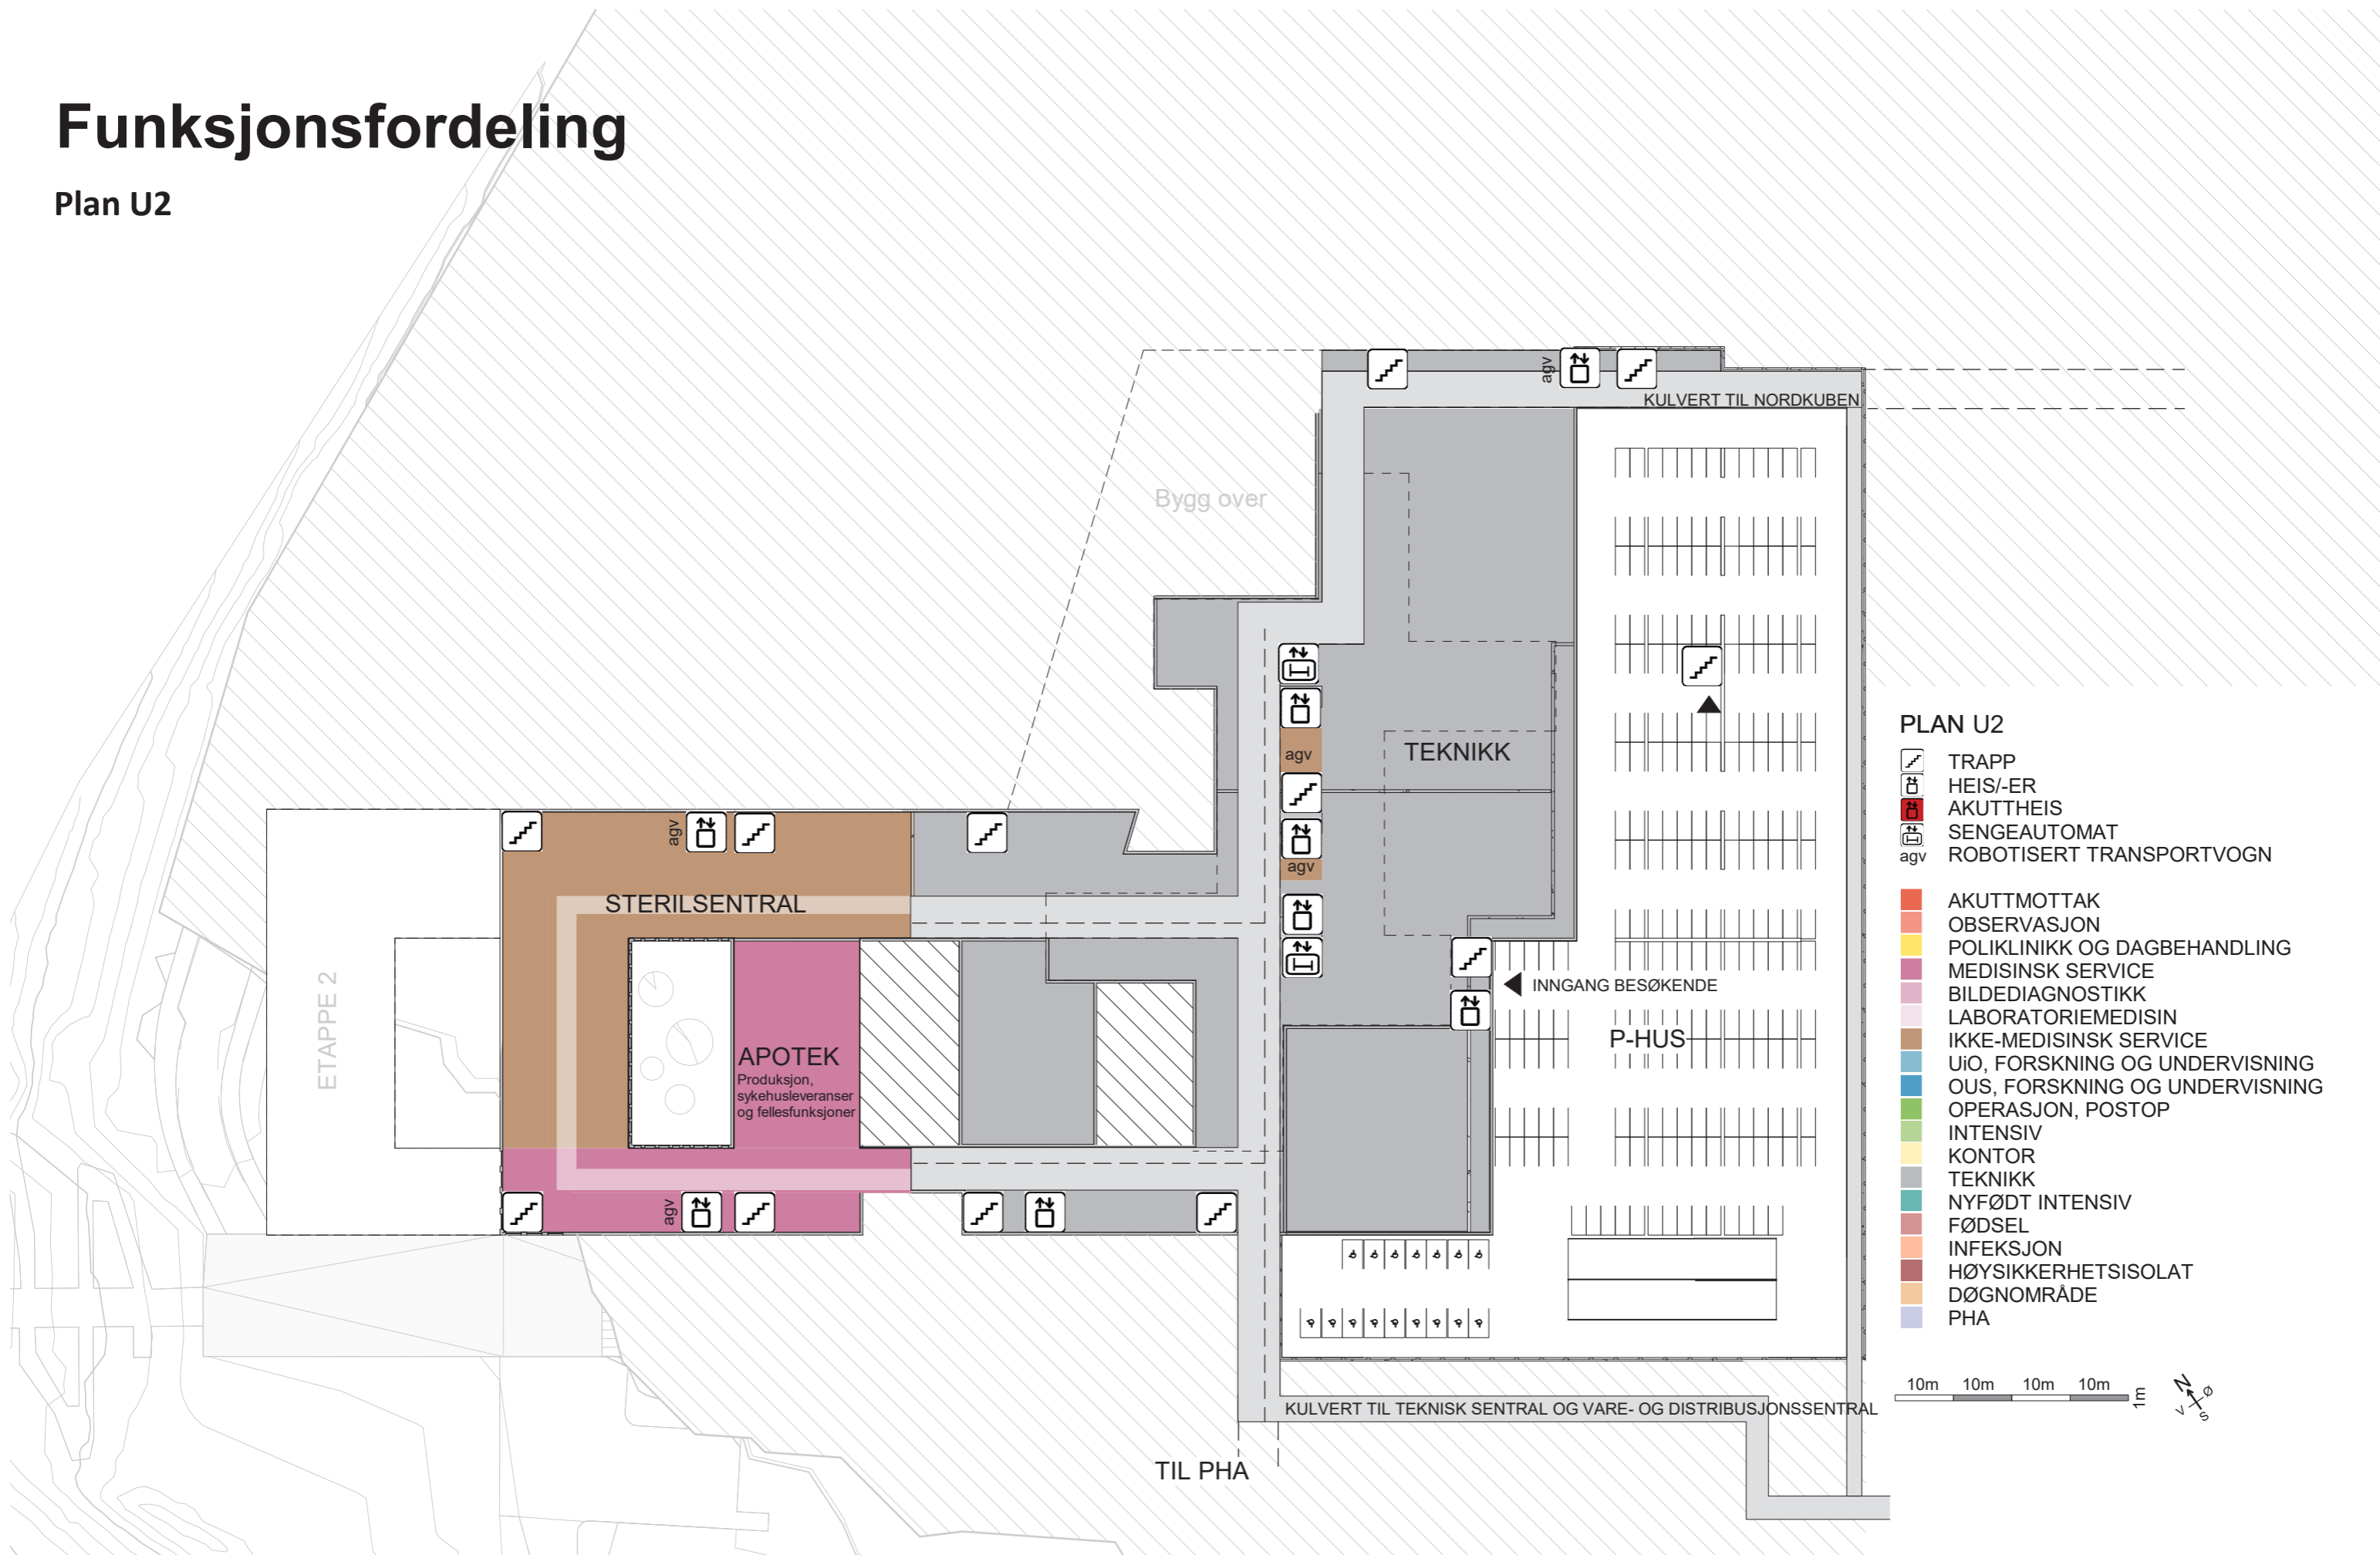 Funksjonsfordeling
Plan U2
agv
KULVERT TIL NORDKUBEN
Bygg over
agv
TEKNIKK
agv
agv
STERILSENTRAL
ETAPPE 2
APOTEK
Produksjon,
sykehusleveranser
og fellesfunksjoner
INNGANG BESØKENDE
P-HUS
agv
KULVERT TIL TEKNISK SENTRAL OG VARE- OG DISTRIBUSJONSSENTRAL
TIL PHA
PLAN U2
TRAPP
HEIS/-ER
AKUTTHEIS
SENGEAUTOMAT
agv ROBOTISERT TRANSPORTVOGN
AKUTTMOTTAK
OBSERVASJON
POLIKLINIKK OG DAGBEHANDLING
MEDISINSK SERVICE
BILDEDIAGNOSTIKK
LABORATORIEMEDISIN
IKKE-MEDISINSK SERVICE
UiO, FORSKNING OG UNDERVISNING
OUS, FORSKNING OG UNDERVISNING
OPERASJON, POSTOP
INTENSIV
KONTOR
TEKNIKK
NYFØDT INTENSIV
FØDSEL
INFEKSJON
HØYSIKKERHETSISOLAT
DØGNOMRÅDE
PHA
10m 10m 10m 10m
1m
N
Ø
V
S